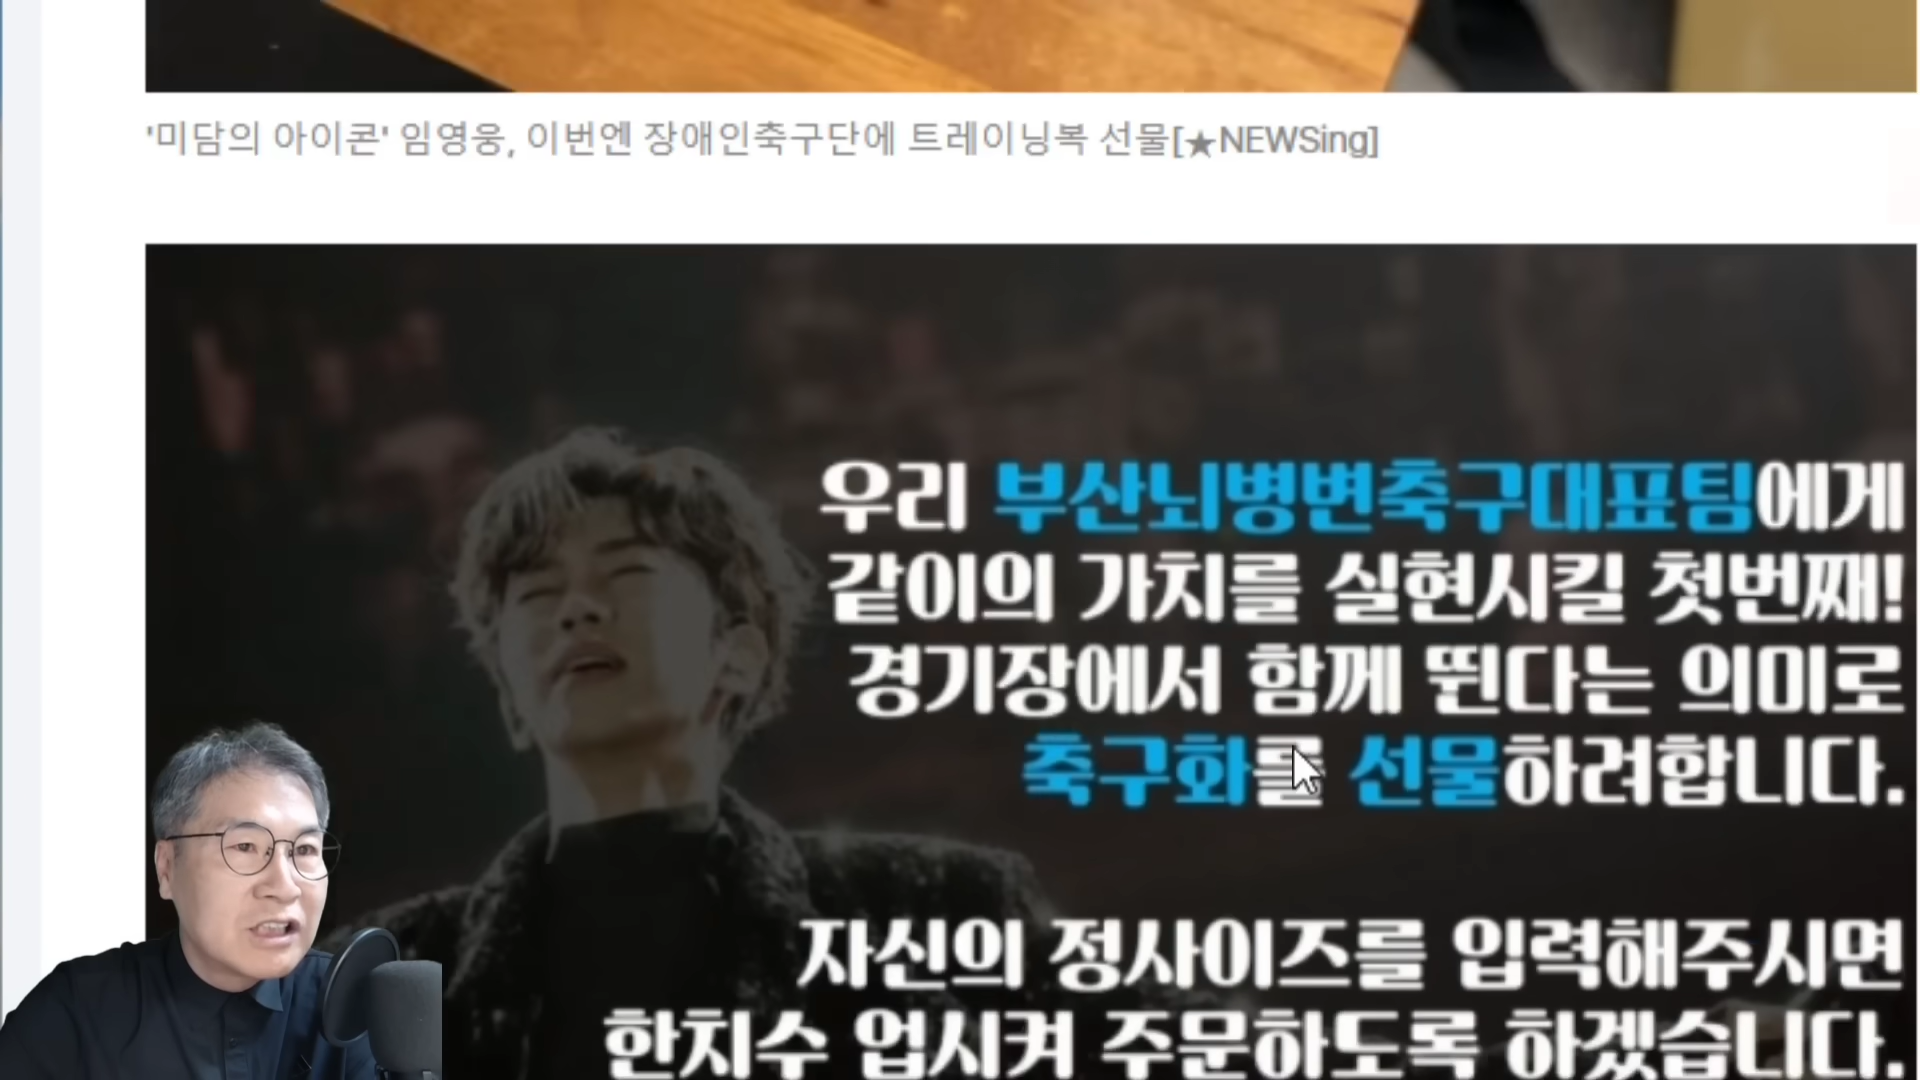 '미담의 아이콘' 임영웅, 이번엔 장애인축구단에 트레이닝복 선물[★NEWSing]
우리 부산뇌병변축구대표팀에게
같이의 가치를 실현시킬 첫번째!
경기장에서 함께 뛴다는 의미로
축구화를 선물하려합니다.
자신의 정사이즈를 입력해주시면
한치수 업시켜 주문하도록 하겠습니다.